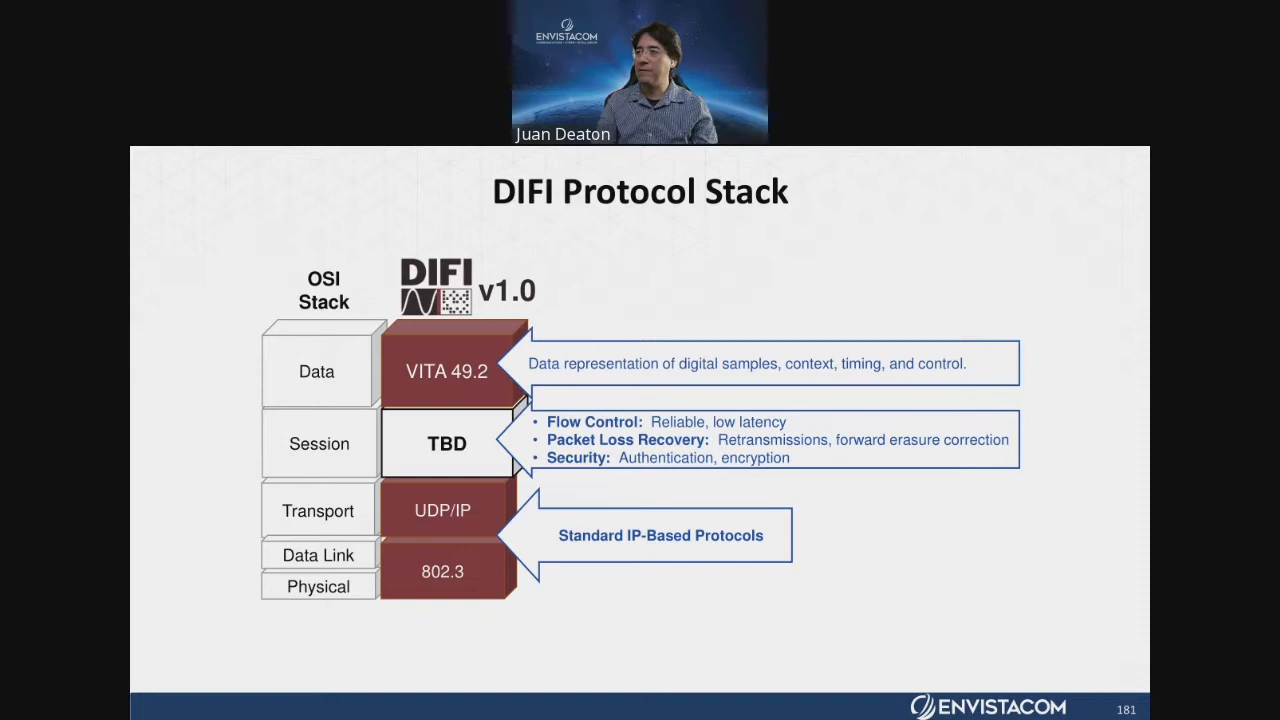 ENVISTACOM
Juan Deaton
DIFI Protocol Stack
OSI
Stack
DIFI
v1.0
Data
VITA 49.2
Data representation of digital samples, context, timing, and control.
Session
TBD
• Flow Control: Reliable, low latency
• Packet Loss Recovery: Retransmissions, forward erasure correction
• Security: Authentication, encryption
Transport
UDP/IP
Standard IP-Based Protocols
Data Link
Physical
802.3
ENVISTACOM
181